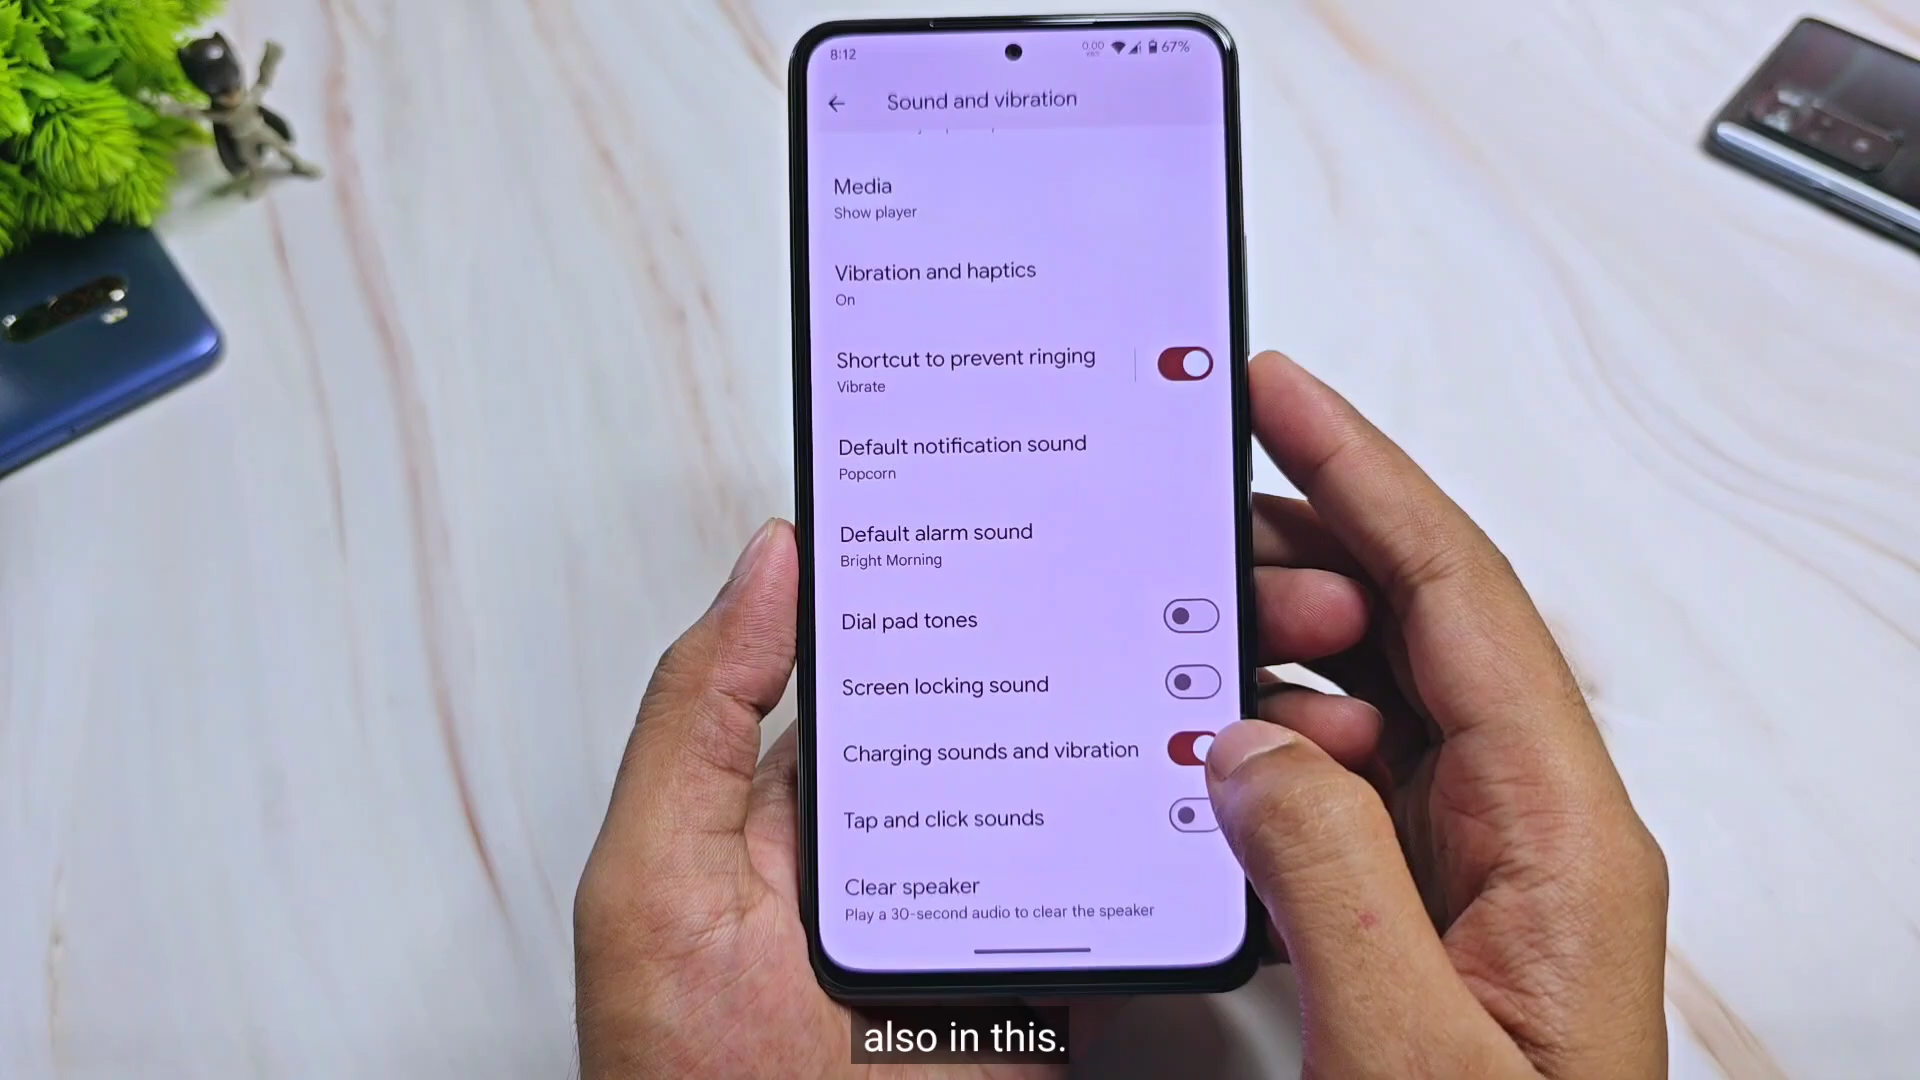 8:12
0.00
67%
Sound and vibration
Media
Show player
Vibration and haptics
On
Shortcut to prevent ringing
Vibrate
Default notification sound
Popcorn
Default alarm sound
Bright Morning
Dial pad tones
Screen locking sound
Charging sounds and vibration
Tap and click sounds
Clear speaker
Play a 30-second audio to clear the speaker
also in this.